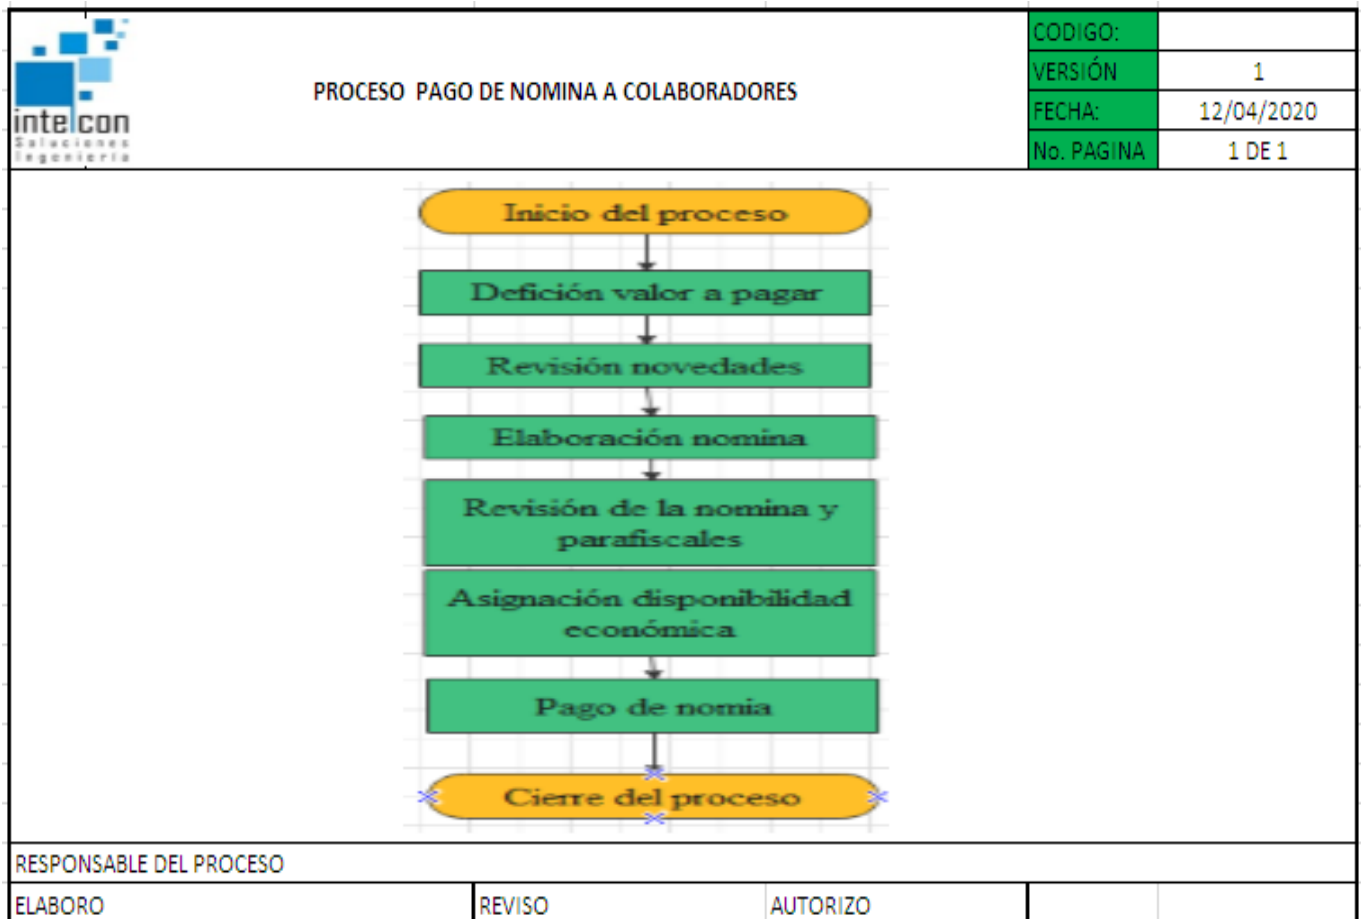 intelcon
Soluciones
Ingeniería
PROCESO PAGO DE NOMINA A COLABORADORES
CODIGO:
VERSIÓN 1
FECHA: 12/04/2020
No. PAGINA 1 DE 1
Inicio del proceso
Defición valor a pagar
Revisión novedades
Elaboración nomina
Revisión de la nomina y
parafiscales
Asignación disponibilidad
económica
Pago de nomia
Cierre del proceso
RESPONSABLE DEL PROCESO
ELABORO REVISO AUTORIZO